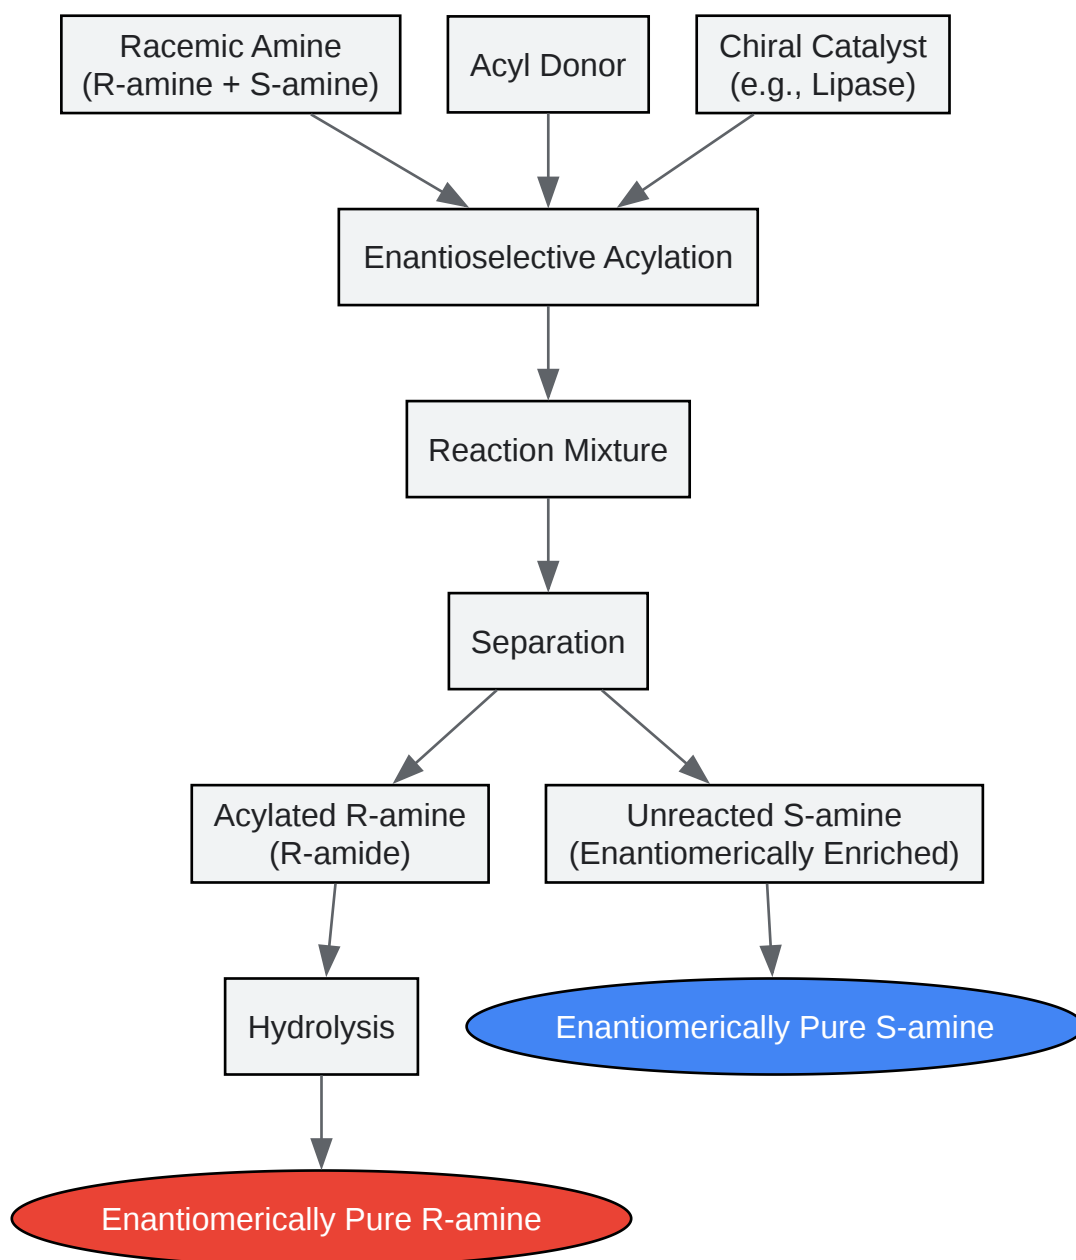 Racemic Amine
(R-amine + S-amine)
Acyl Donor
Chiral Catalyst
(e.g., Lipase)
Enantioselective Acylation
Reaction Mixture
Separation
Acylated R-amine
(R-amide)
Unreacted S-amine
(Enantiomerically Enriched)
Hydrolysis
Enantiomerically Pure S-amine
Enantiomerically Pure R-amine